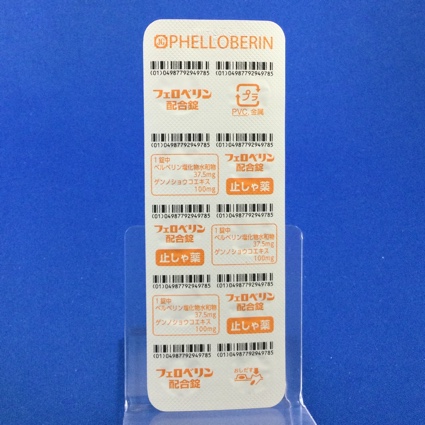 PHELLOBERIN
(01)04987792949785 (01)04987792949785
フェロベリン
配合錠
プラ
PVC, 金属
(01)04987792949785 (01)04987792949785
1錠中
ベルベリン塩化物水和物
37.5mg
ゲンノショウコエキス
100mg
フェロベリン
配合錠
止しゃ薬
(01)04987792949785 (01)04987792949785
フェロベリン
配合錠
止しゃ薬
1錠中
ベルベリン塩化物水和物
37.5mg
ゲンノショウコエキス
100mg
(01)04987792949785 (01)04987792949785
1錠中
ベルベリン塩化物水和物
37.5mg
ゲンノショウコエキス
100mg
フェロベリン
配合錠
止しゃ薬
(01)04987792949785 (01)04987792949785
フェロベリン
配合錠
おしだす